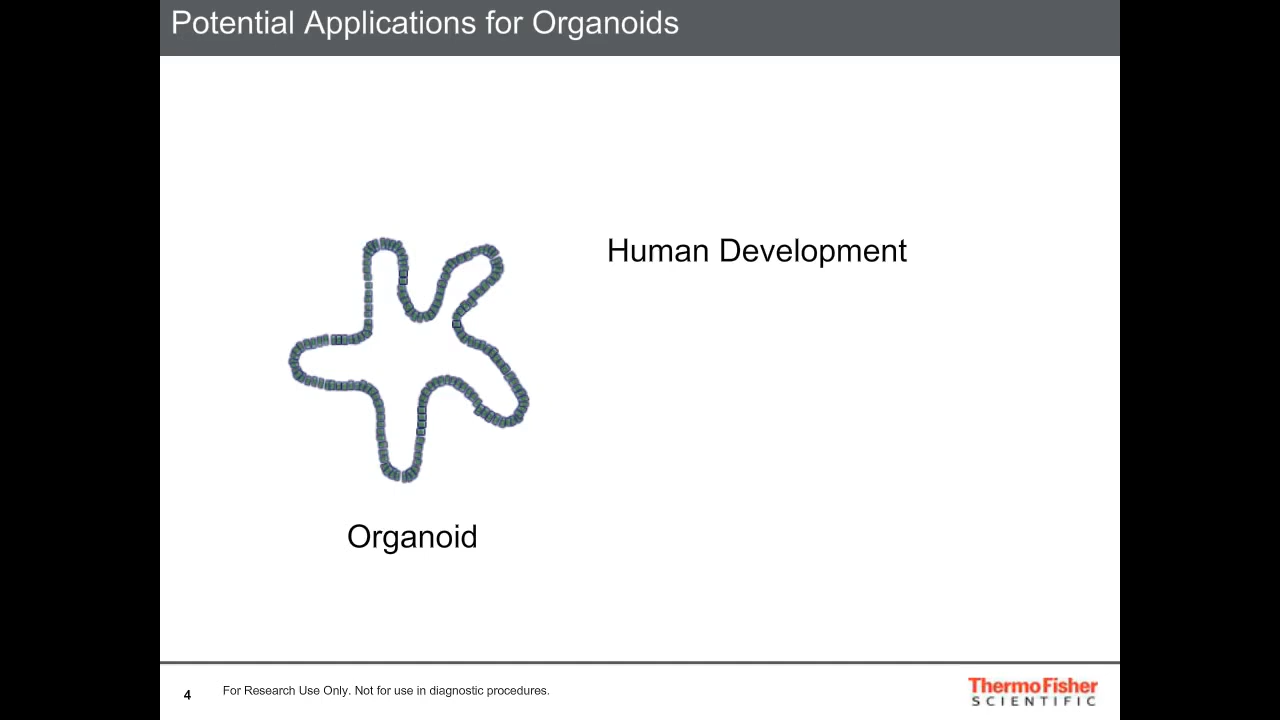 Potential Applications for Organoids
Human Development
Organoid
4
For Research Use Only. Not for use in diagnostic procedures.
ThermoFisher
SCIENTIFIC